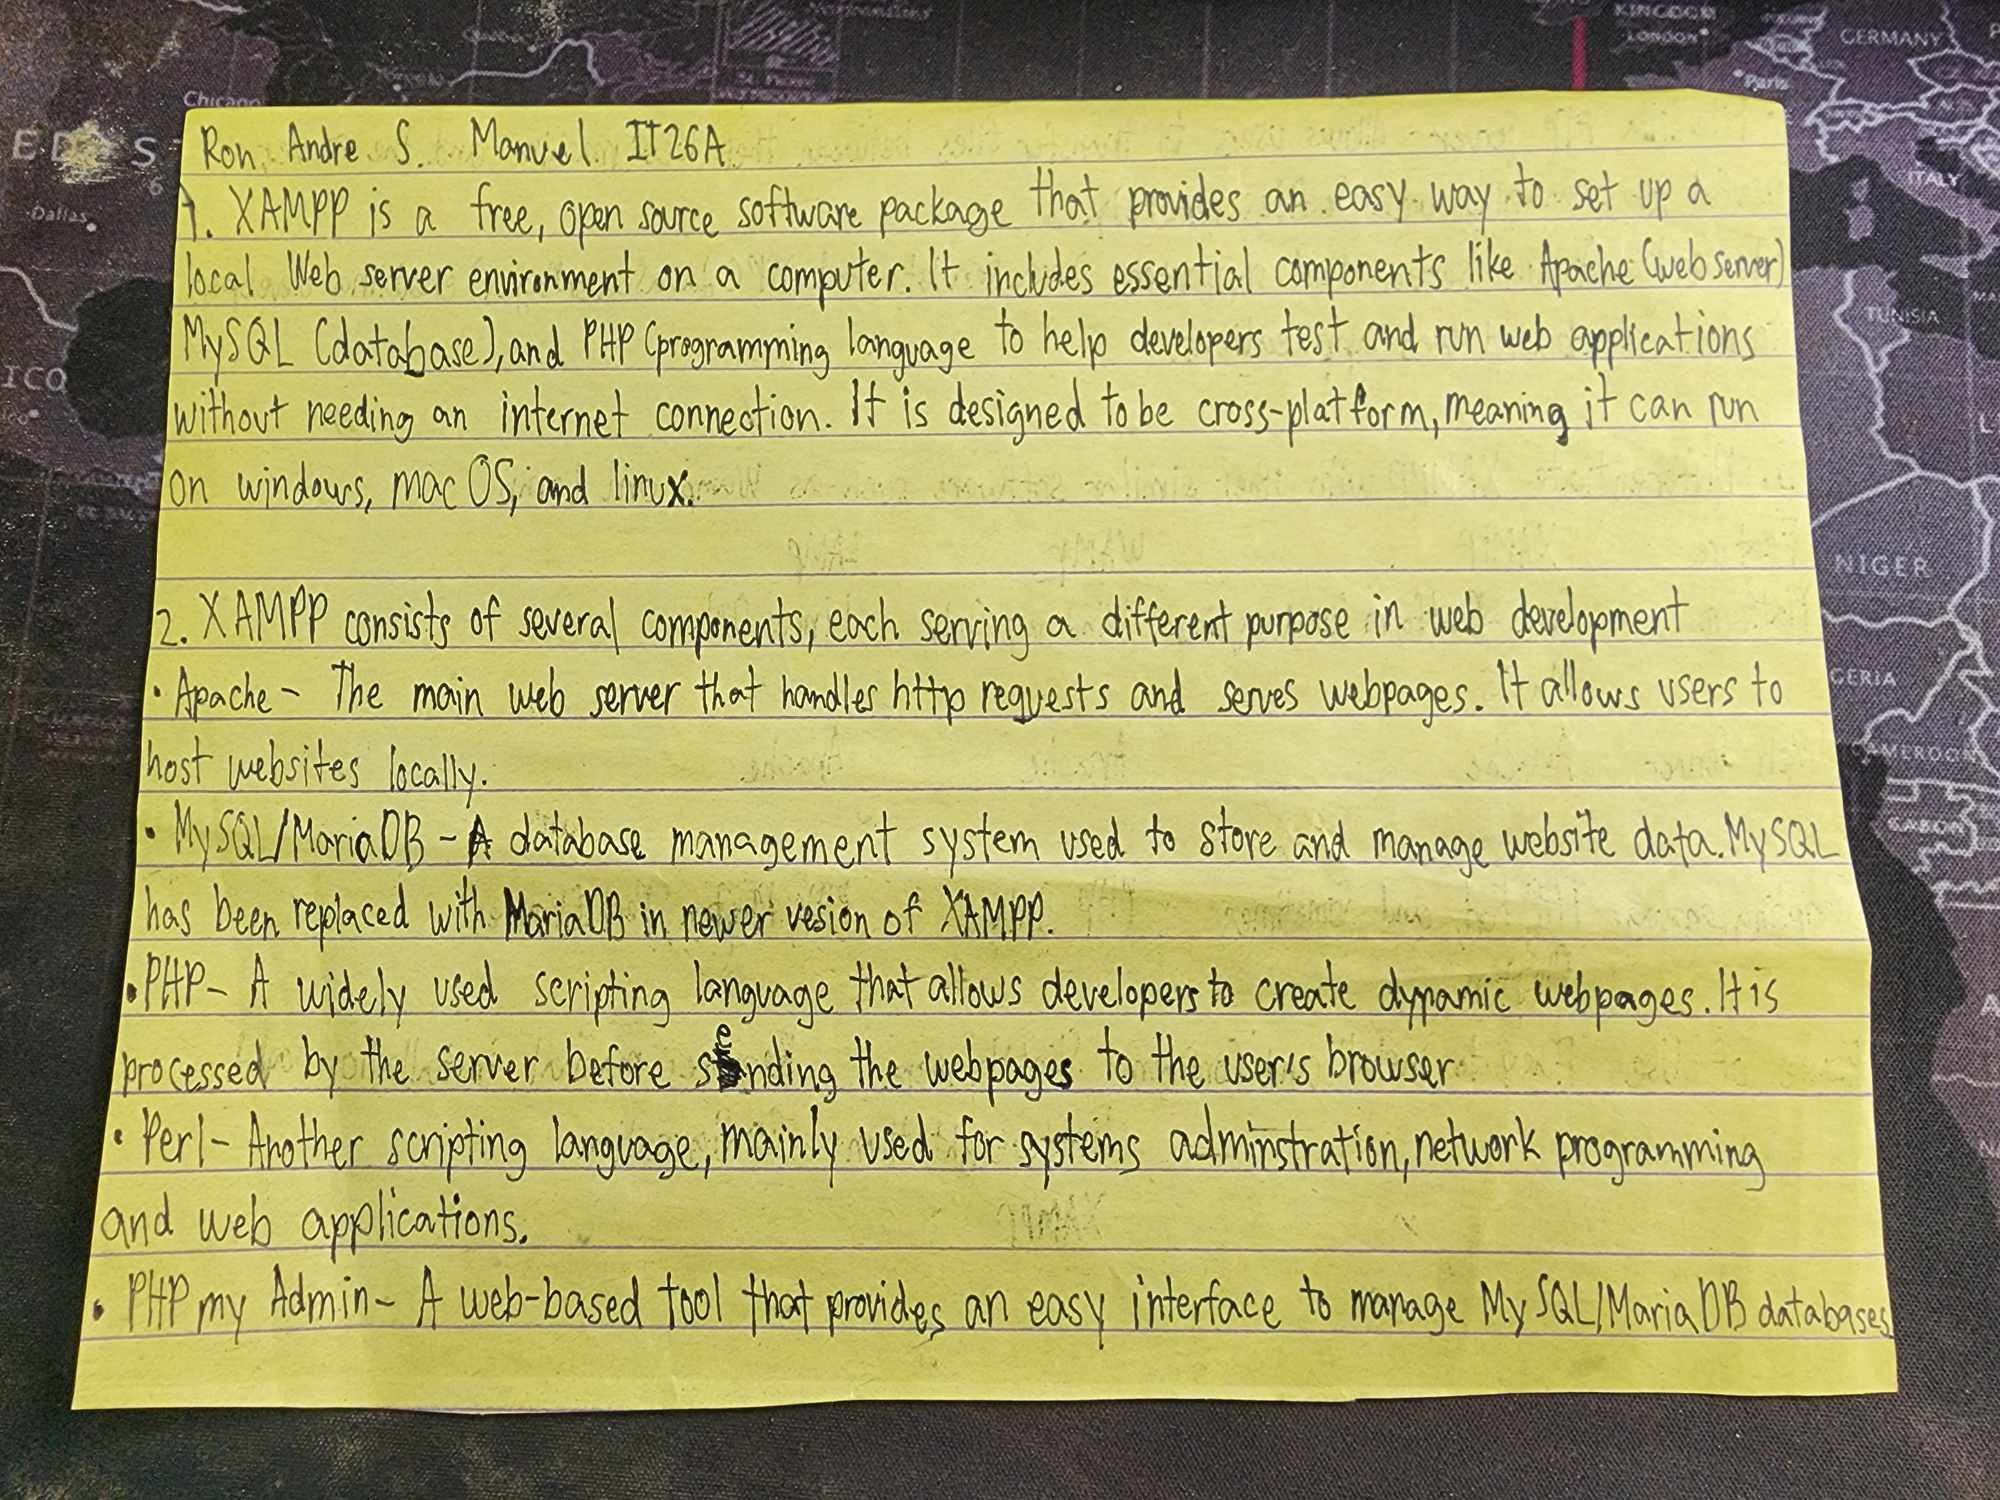 Ron Andre S. Manuel IT26A
1. XAMPP is a free, open source software package that provides an easy way to set up a
local Web server environment on a computer. It includes essential components like Apache (web server)
MySQL (database), and PHP (programming language to help developers test and run web applications
without needing an internet connection. It is designed to be cross-platform, meaning it can run
on windows, mac OS, and linux.
2. XAMPP consists of several components, each serving a different purpose in web development
• Apache - The main web server that handles http requests and serves webpages. It allows users to
host websites locally.
• MySQL/MariaDB - A database management system used to store and manage website data. MySQL
has been replaced with MariaDB in newer vesion of XAMPP.
• PHP - A widely used scripting language that allows developers to create dynamic webpages. It is
processed by the server before sending the webpages to the user's browser
• Perl - Another scripting language, mainly used for systems adminstration, network programming
and web applications.
• PHP my Admin - A web-based tool that provides an easy interface to manage MySQL/MariaDB databases
Chicago
Dallas
KINGDOM
LONDON
Paris
GERMANY
ITALY
TUNISIA
NIGER
GERIA
AMEROON
GABON